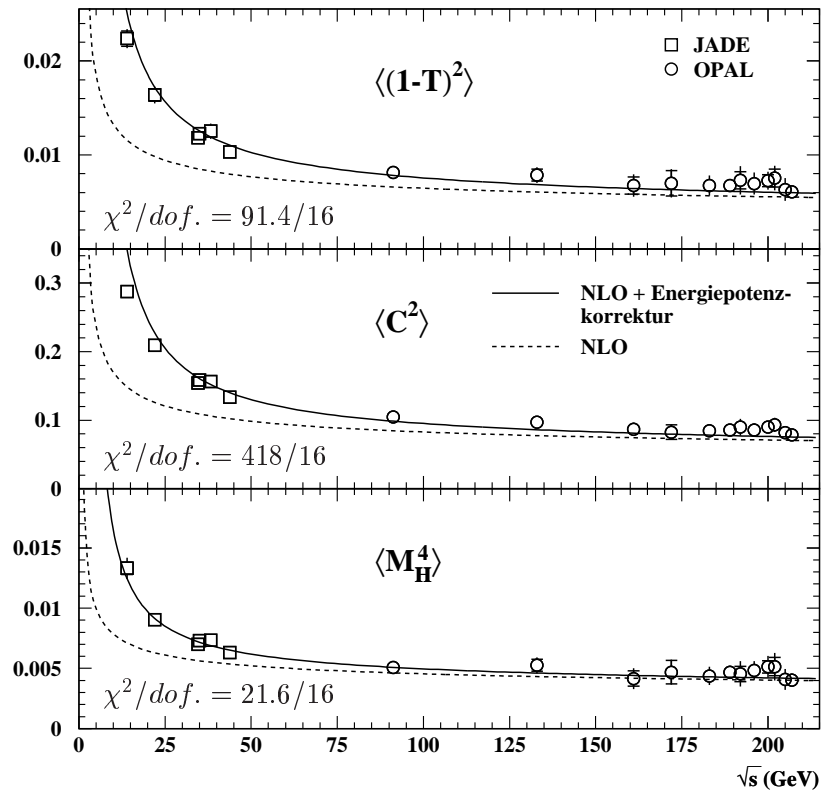 0.02
0.01
0
⟨(1-T)²⟩
JADE
OPAL
χ²/dof. = 91.4/16
0.3
0.2
0.1
0
⟨C²⟩
NLO + Energiepotenz-
korrektur
NLO
χ²/dof. = 418/16
0.015
0.01
0.005
0
⟨M_H^4⟩
χ²/dof. = 21.6/16
0 25 50 75 100 125 150 175 200
√s (GeV)